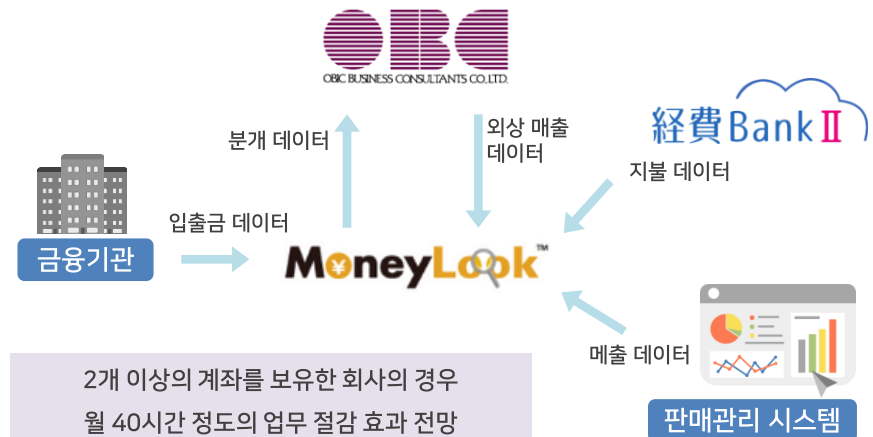 OBC
OBIC BUSINESS CONSULTANTS CO.,LTD.
분개 데이터
외상 매출
데이터
経費Bank II
지불 데이터
입출금 데이터
금융기관
MoneyLook™
메출 데이터
2개 이상의 계좌를 보유한 회사의 경우
월 40시간 정도의 업무 절감 효과 전망
판매관리 시스템